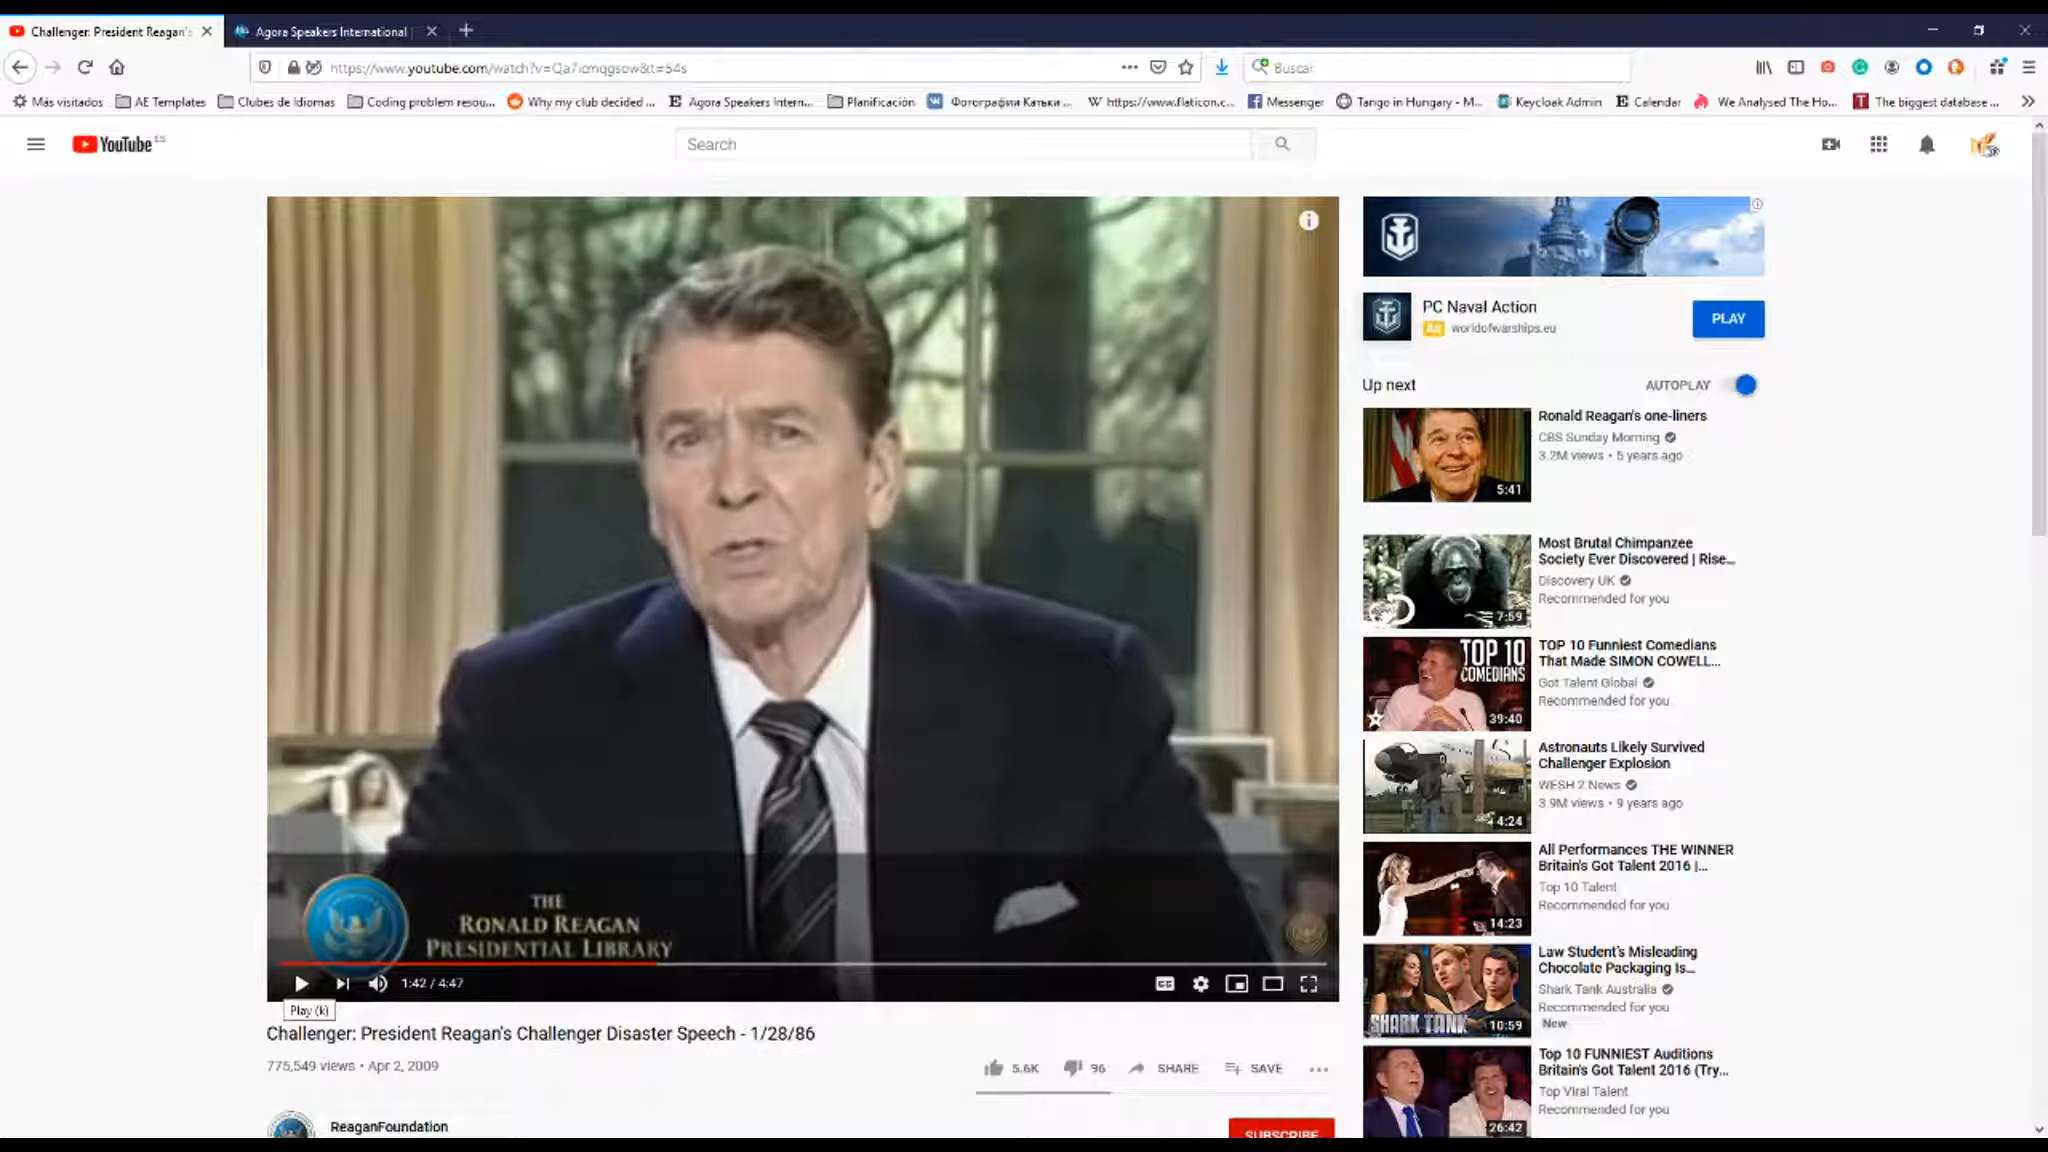 Challenger: President Reagan's
Agora Speakers International
https://www.youtube.com/watch?v=Qa7icmqgsow&t=54s
Buscar
Más visitados
AE Templates
Clubes de Idiomas
Coding problem resou...
Why my club decided ...
Agora Speakers Intern...
Planificación
Фотографии Катьки ...
https://www.flaticon.c...
Messenger
Tango in Hungary - M...
Keycloak Admin
Calendar
We Analysed The Ho...
The biggest database ...
YouTube ES
Search
PC Naval Action
Ad worldofwarships.eu
PLAY
Up next
AUTOPLAY
Ronald Reagan's one-liners
CBS Sunday Morning
3.2M views • 5 years ago
5:41
Most Brutal Chimpanzee
Society Ever Discovered | Rise...
Discovery UK
Recommended for you
7:59
TOP 10
COMEDIANS
39:40
TOP 10 Funniest Comedians
That Made SIMON COWELL...
Got Talent Global
Recommended for you
Astronauts Likely Survived
Challenger Explosion
WESH 2 News
3.9M views • 9 years ago
4:24
All Performances THE WINNER
Britain's Got Talent 2016 |...
Top 10 Talent
Recommended for you
14:23
Law Student's Misleading
Chocolate Packaging Is...
Shark Tank Australia
Recommended for you
New
SHARK TANK
10:59
Top 10 FUNNIEST Auditions
Britain's Got Talent 2016 (Try...
Top Viral Talent
Recommended for you
26:42
THE
RONALD REAGAN
PRESIDENTIAL LIBRARY
1:42 / 4:47
Play (k)
Challenger: President Reagan's Challenger Disaster Speech - 1/28/86
775,549 views • Apr 2, 2009
5.6K
96
SHARE
SAVE
ReaganFoundation
SUBSCRIBE